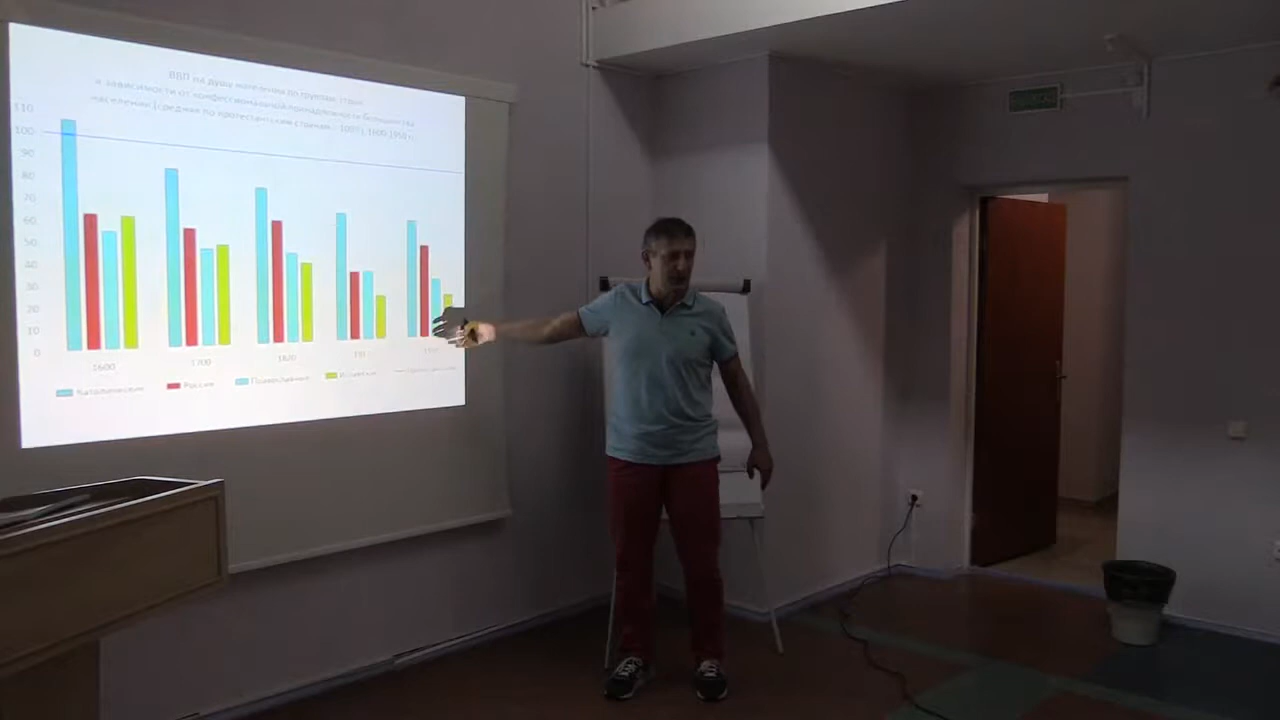 ВВП на душу населения по группам стран
в зависимости от конфессиональной принадлежности большинства
населения (средняя по протестантским странам = 100%), 1600-1950 гг.
110
100
90
80
70
60
50
40
30
20
10
0
1600 1700 1820
Католические Россия Православные